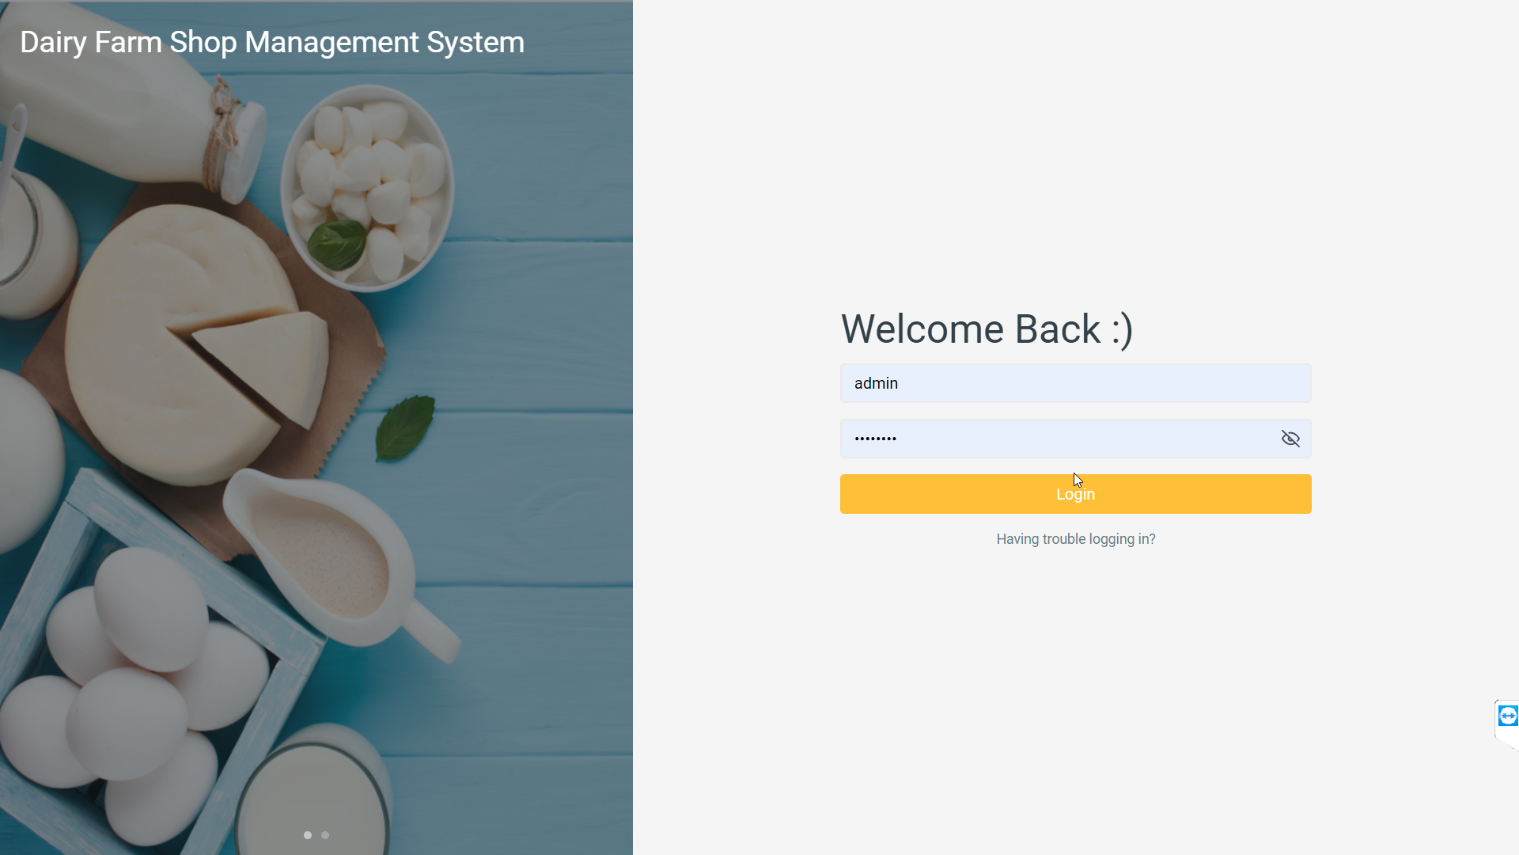 Dairy Farm Shop Management System
Welcome Back :)
admin
••••••••
Login
Having trouble logging in?